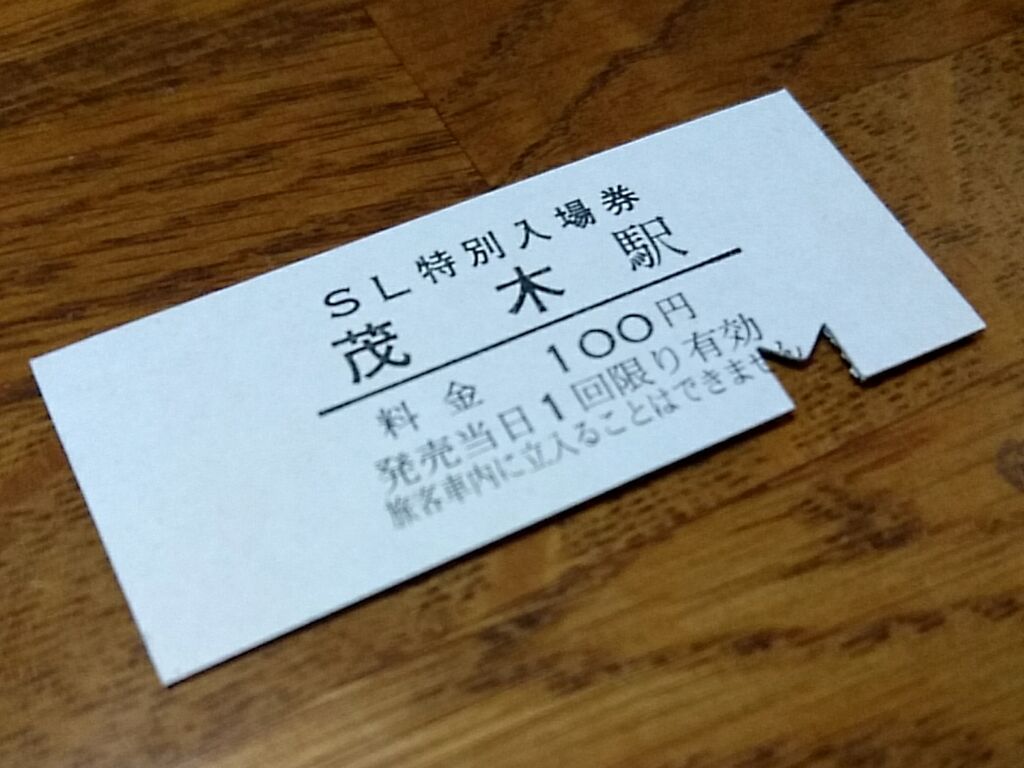 SL特別入場券
茂木駅
料金 100円
発売当日1回限り有効
旅客車内に立入ることはできません